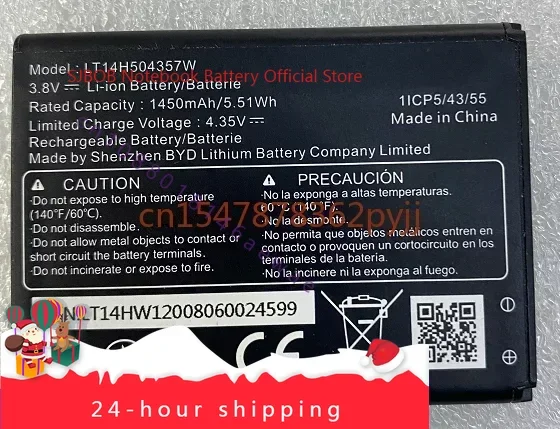 Model : LT14H504357W
SJBOB Notebook Battery Official Store
3.8V⎓ Li-ion Battery/Batterie
Rated Capacity : 1450mAh/5.51Wh
1ICP5/43/55
Limited Charge Voltage : 4.35V⎓
Made in China
Rechargeable Battery/Batterie
Made by Shenzhen BYD Lithium Battery Company Limited
CAUTION
-Do not expose to high temperature
(140°F/60°C).
-Do not disassemble.
-Do not allow metal objects to contact or
short circuit the battery terminals.
-Do not incinerate or expose to fire.
PRECAUCIÓN
-No la exponga a altas temperaturas.
60°C (140°F).
-No la desmonte.
-No permita que objetos metálicos entren en
contacto o provoquen un cortocircuito en los
terminales de la batería.
-No la incinere ni la exponga al fuego.
cn1547878362pyjj
LT14HW12008060024599
24-hour shipping